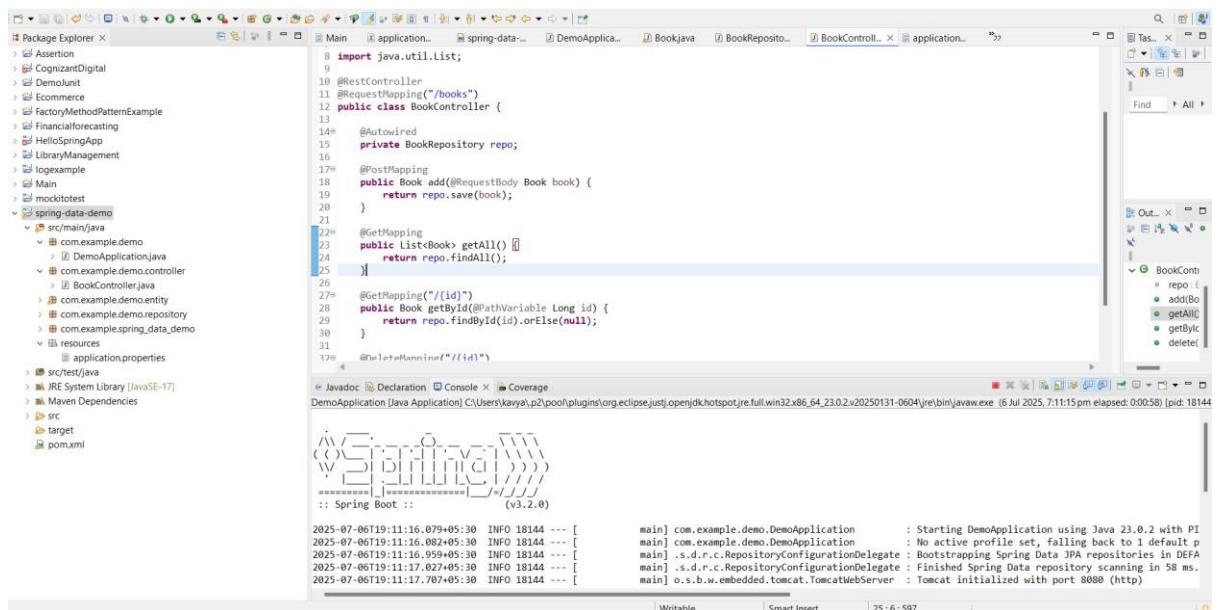 Package Explorer
Assertion
CognizantDigital
DemoJunit
Ecommerce
FactoryMethodPatternExample
Financialforecasting
HelloSpringApp
LibraryManagement
logexample
Main
mockitotest
spring-data-demo
src/main/java
com.example.demo
DemoApplication.java
com.example.demo.controller
BookController.java
com.example.demo.entity
com.example.demo.repository
com.example.spring_data_demo
resources
application.properties
src/test/java
JRE System Library [JavaSE-17]
Maven Dependencies
src
target
pom.xml
Main application... spring-data-... DemoApplica... Book.java BookReposito... BookControll... application... »77
8 import java.util.List;
9
10 @RestController
11 @RequestMapping("/books")
12 public class BookController {
13
14 @Autowired
15 private BookRepository repo;
16
17 @PostMapping
18 public Book add(@RequestBody Book book) {
19 return repo.save(book);
20 }
21
22 @GetMapping
23 public List<Book> getAll() {
24 return repo.findAll();
25 }
26
27 @GetMapping("/{id}")
28 public Book getById(@PathVariable Long id) {
29 return repo.findById(id).orElse(null);
30 }
31
32 @DeleteMapping("/{id}")
Tas...
Find All
Out...
BookContr
repo : E
add(Bo
getAll(
getByIc
delete(
Javadoc Declaration Console Coverage
DemoApplication [Java Application] C:\Users\kavya\.p2\pool\plugins\org.eclipse.justj.openjdk.hotspot.jre.full.win32.x86_64_23.0.2.v20250131-0604\jre\bin\javaw.exe (6 Jul 2025, 7:11:15 pm elapsed: 0:00:58) [pid: 18144
Spring
:: Spring Boot :: (v3.2.0)
2025-07-06T19:11:16.079+05:30 INFO 18144 --- [ main] com.example.demo.DemoApplication : Starting DemoApplication using Java 23.0.2 with PI
2025-07-06T19:11:16.082+05:30 INFO 18144 --- [ main] com.example.demo.DemoApplication : No active profile set, falling back to 1 default p
2025-07-06T19:11:16.959+05:30 INFO 18144 --- [ main] .s.d.r.c.RepositoryConfigurationDelegate : Bootstrapping Spring Data JPA repositories in DEFA
2025-07-06T19:11:17.027+05:30 INFO 18144 --- [ main] .s.d.r.c.RepositoryConfigurationDelegate : Finished Spring Data repository scanning in 58 ms.
2025-07-06T19:11:17.707+05:30 INFO 18144 --- [ main] o.s.b.w.embedded.tomcat.TomcatWebServer : Tomcat initialized with port 8080 (http)
Writable Smart Insert 25 : 6 : 597